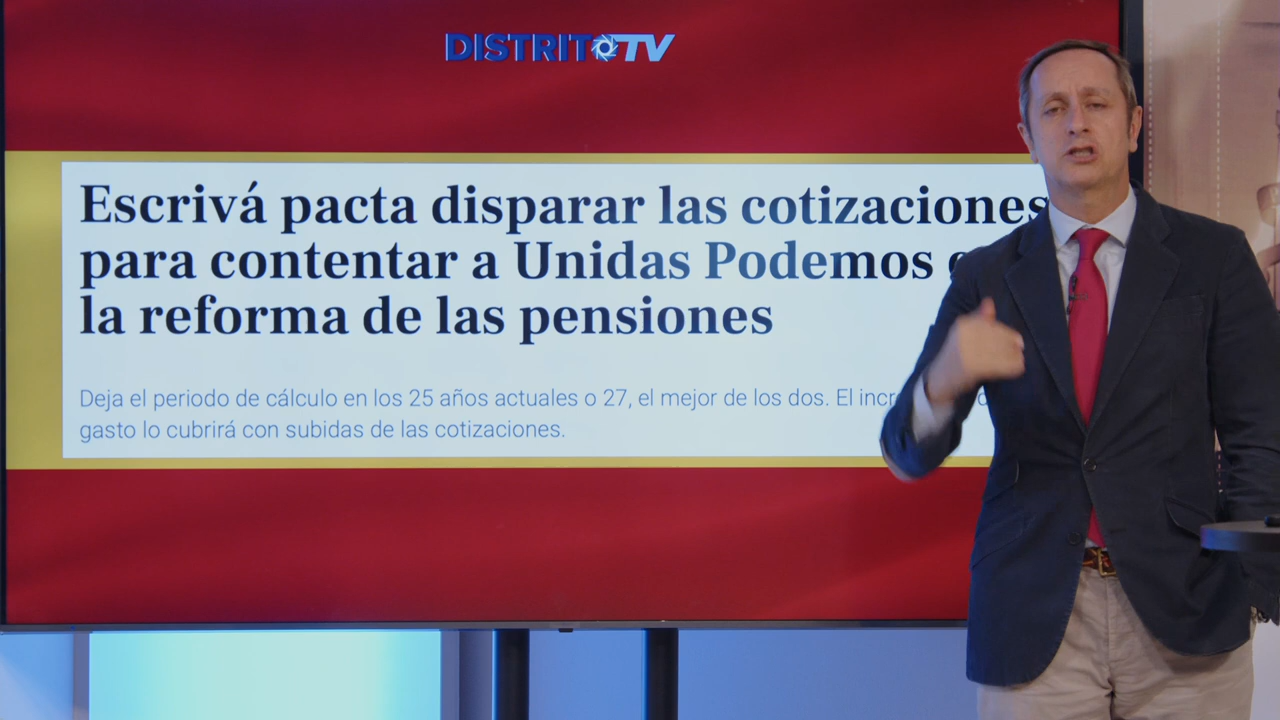 DISTRITO TV
Escrivá pacta disparar las cotizaciones
para contentar a Unidas Podemos
la reforma de las pensiones
Deja el periodo de cálculo en los 25 años actuales o 27, el mejor de los dos. El
gasto lo cubrirá con subidas de las cotizaciones.